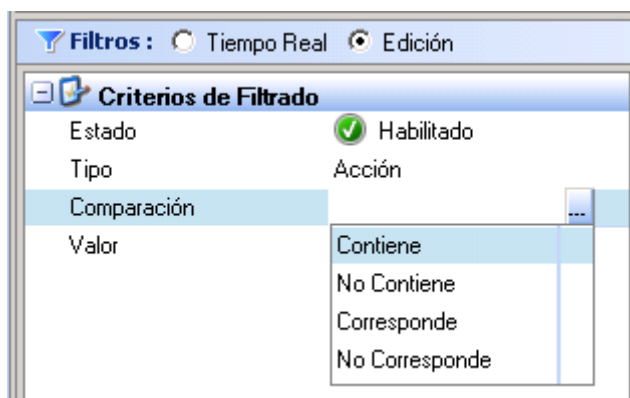 Filtros : Tiempo Real Edición
Criterios de Filtrado
Estado Habilitado
Tipo Acción
Comparación ...
Valor
Contiene
No Contiene
Corresponde
No Corresponde